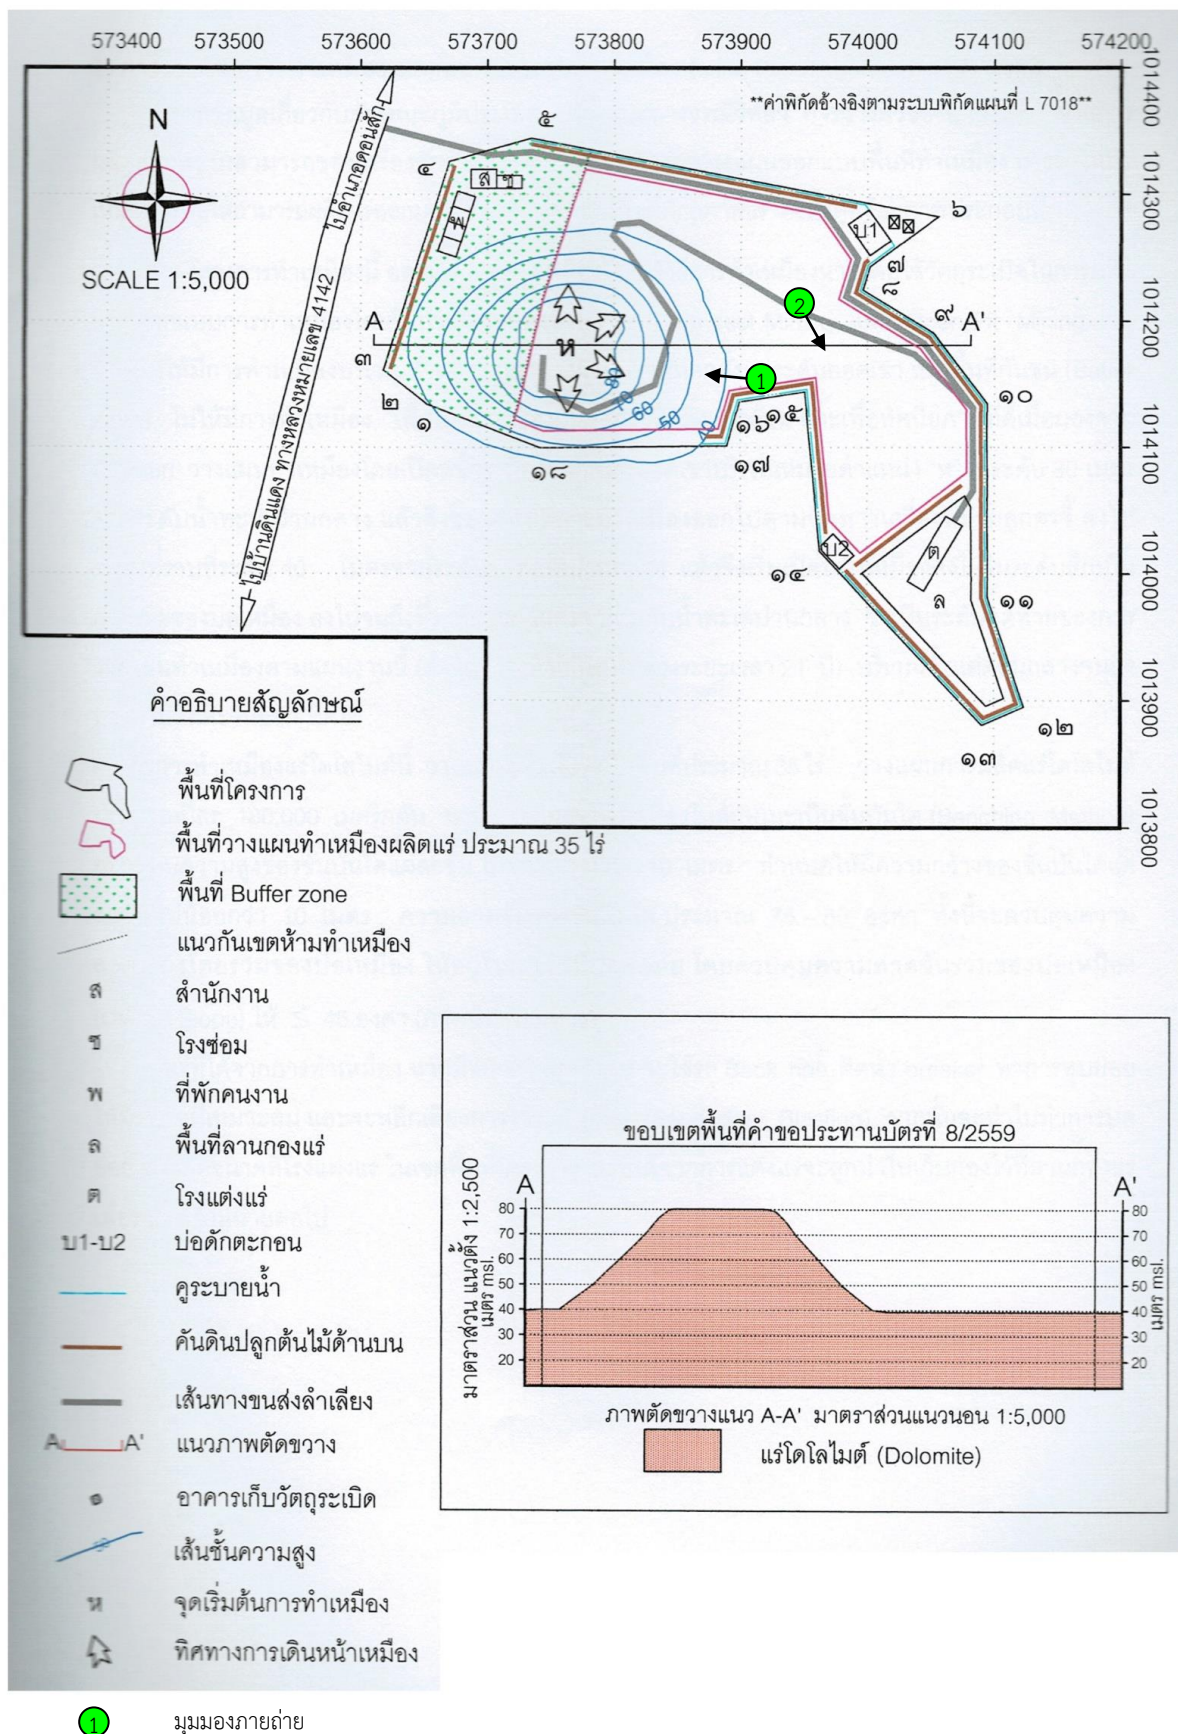 573400 573500 573600 573700 573800 573900 574000 574100 574200
**ค่าพิกัดอ้างอิงตามระบบพิกัดแผนที่ L 7018**
1014400
1014300
1014200
1014100
1014000
1013900
1013800
N
SCALE 1:5,000
ไปอำเภอดอนสัก
ทางหลวงหมายเลข 4142
ไปบ้านดินแดง
๑
๒
๓
๔
๕
๖
๗
๘
๙
๑๐
๑๑
๑๒
๑๓
๑๔
๑๕
๑๖
๑๗
๑๘
A
A'
ส
ซ
พ
บ1
บ2
ต
ล
ห
80
70
60
50
40
1
2
คำอธิบายสัญลักษณ์
พื้นที่โครงการ
พื้นที่วางแผนทำเหมืองผลิตแร่ ประมาณ 35 ไร่
พื้นที่ Buffer zone
แนวกันเขตห้ามทำเหมือง
ส สำนักงาน
ซ โรงซ่อม
พ ที่พักคนงาน
ล พื้นที่ลานกองแร่
ต โรงแต่งแร่
บ1-บ2 บ่อดักตะกอน
คูระบายน้ำ
คันดินปลูกต้นไม้ด้านบน
เส้นทางขนส่งลำเลียง
A A' แนวภาพตัดขวาง
อาคารเก็บวัตถุระเบิด
เส้นชั้นความสูง
ห จุดเริ่มต้นการทำเหมือง
ทิศทางการเดินหน้าเหมือง
1 มุมมองภายถ่าย
ขอบเขตพื้นที่คำขอประทานบัตรที่ 8/2559
A A'
มาตราส่วน แนวตั้ง 1:2,500
เมตร msl.
80 80
70 70
60 60
50 50
40 40
30 30
20 20
เมตร msl.
ภาพตัดขวางแนว A-A' มาตราส่วนแนวนอน 1:5,000
แร่โดโลไมต์ (Dolomite)